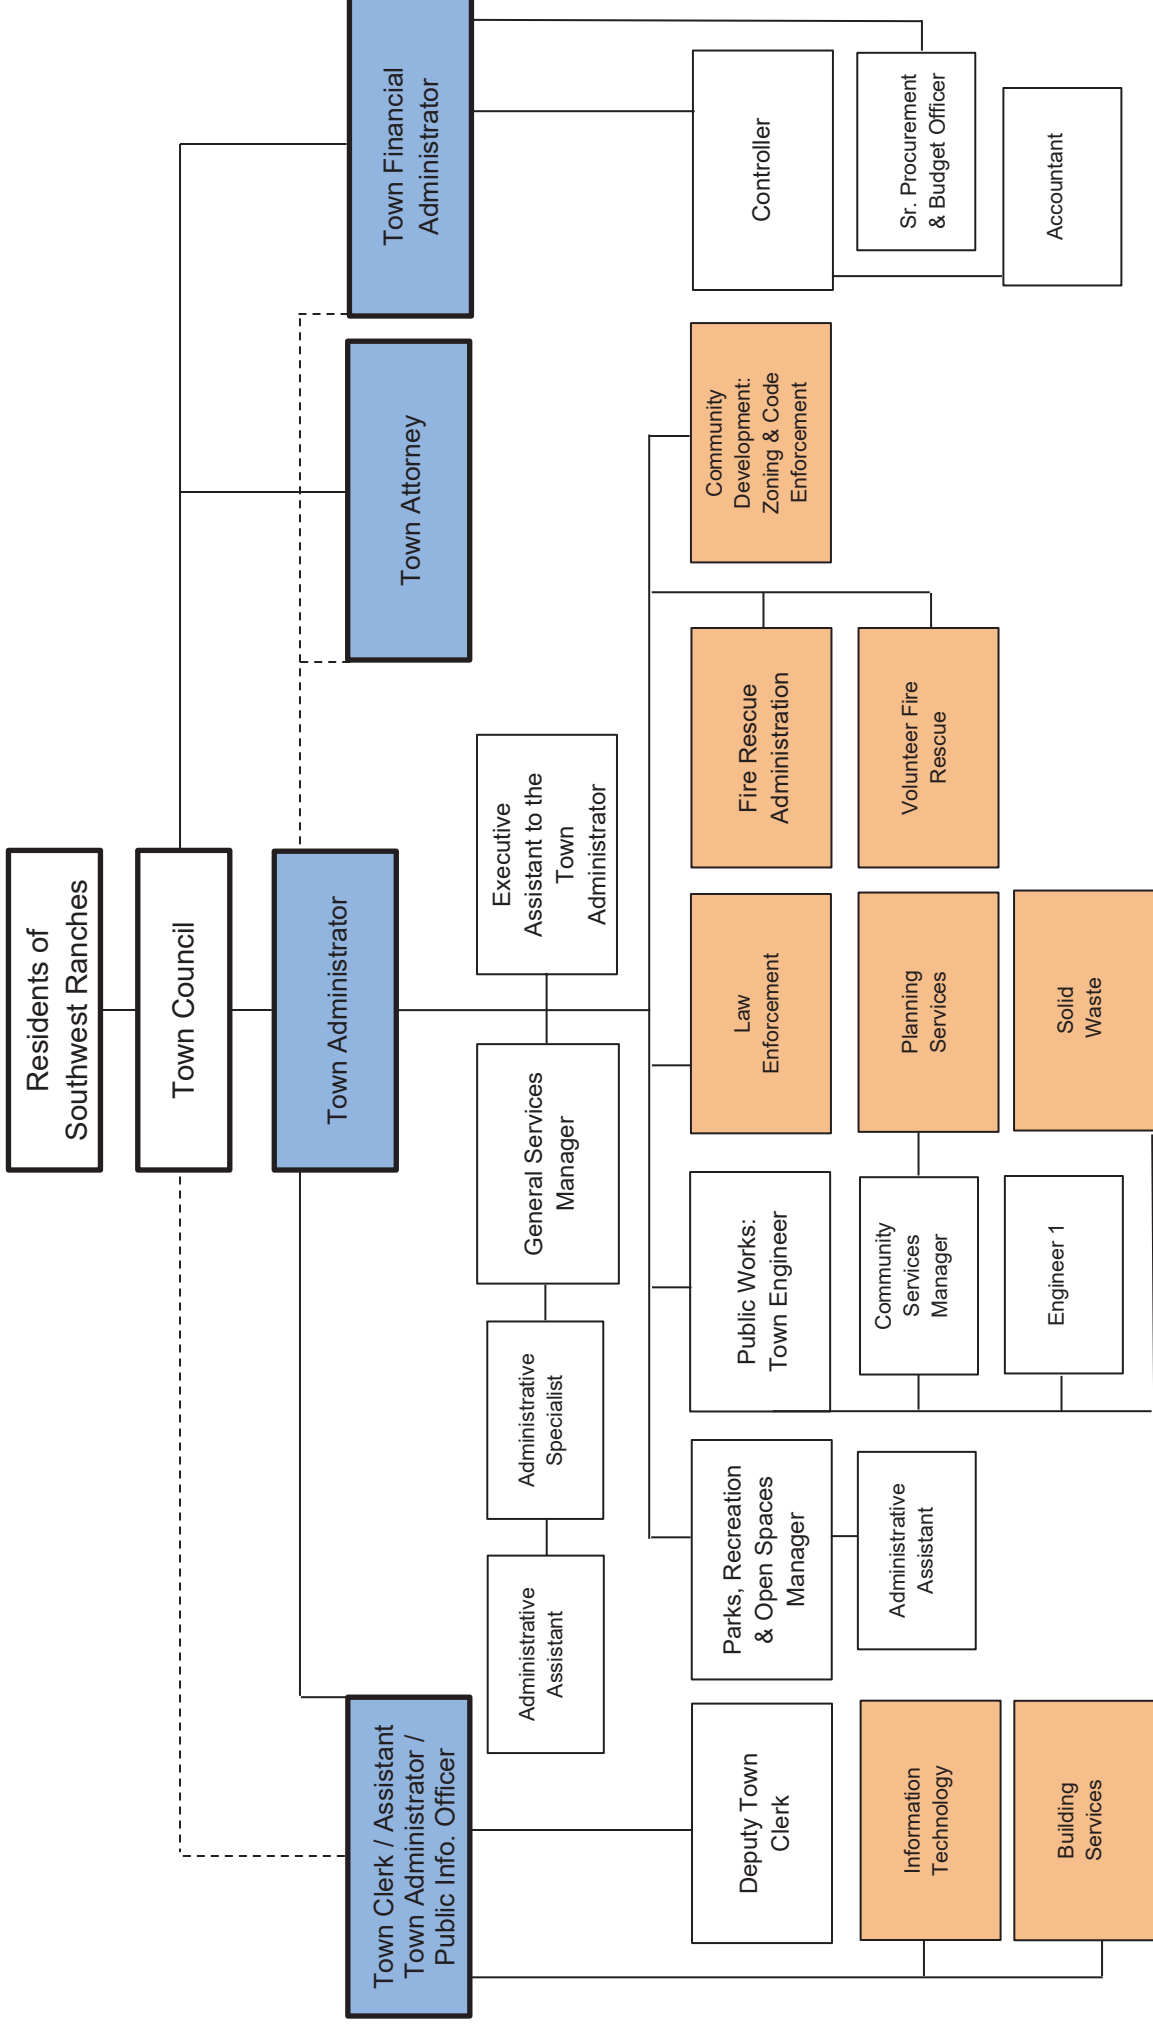 Residents of
Southwest Ranches
Town Council
Town Administrator
Town Clerk / Assistant
Town Administrator /
Public Info. Officer
Town Attorney
Town Financial
Administrator
Administrative
Assistant
Administrative
Specialist
General Services
Manager
Executive
Assistant to the
Town
Administrator
Deputy Town
Clerk
Parks, Recreation
& Open Spaces
Manager
Public Works:
Town Engineer
Law
Enforcement
Fire Rescue
Administration
Community
Development:
Zoning & Code
Enforcement
Controller
Information
Technology
Administrative
Assistant
Community
Services
Manager
Planning
Services
Volunteer Fire
Rescue
Sr. Procurement
& Budget Officer
Building
Services
Engineer 1
Solid
Waste
Accountant